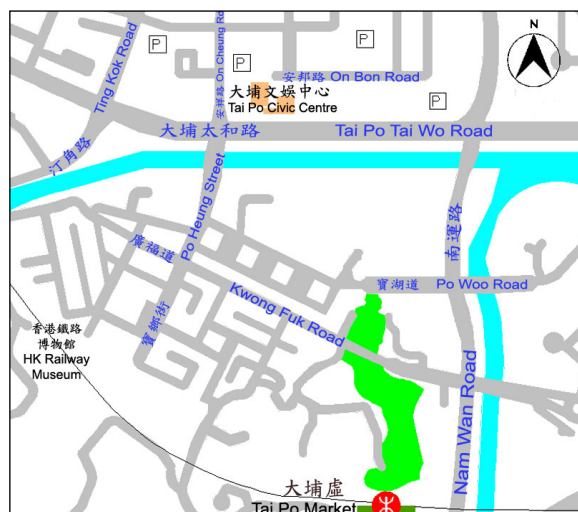 N
P
P
P
P
Ting Kok Road
汀角路
安祥路 On Cheung Road
安邦路 On Bon Road
大埔文娛中心
Tai Po Civic Centre
大埔太和路 Tai Po Tai Wo Road
Po Heung Street
寶鄉街
南運路
Nam Wan Road
廣福道
Kwong Fuk Road
寶湖道 Po Woo Road
香港鐵路
博物館
HK Railway
Museum
大埔墟
Tai Po Market